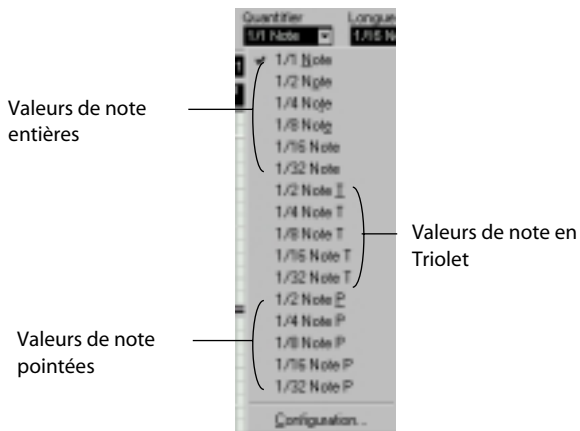 Quantifier Longue
1/1 Note 1/16 N
1/1 Note
1/2 Note
1/4 Note
1/8 Note
1/16 Note
1/32 Note
1/2 Note T
1/4 Note T
1/8 Note T
1/16 Note T
1/32 Note T
1/2 Note P
1/4 Note P
1/8 Note P
1/16 Note P
1/32 Note P
Configuration...
Valeurs de note
entières
Valeurs de note en
Triolet
Valeurs de note
pointées